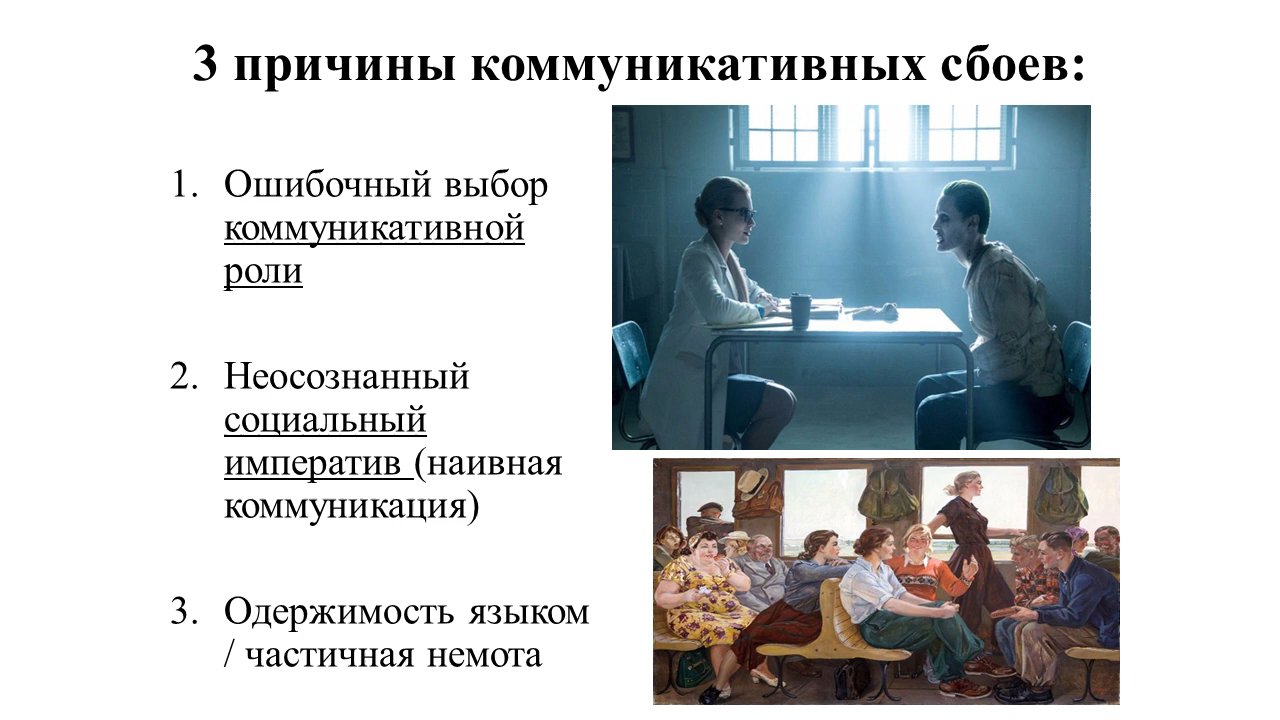 3 причины коммуникативных сбоев:
1. Ошибочный выбор
коммуникативной
роли
2. Неосознанный
социальный
императив (наивная
коммуникация)
3. Одержимость языком
/ частичная немота